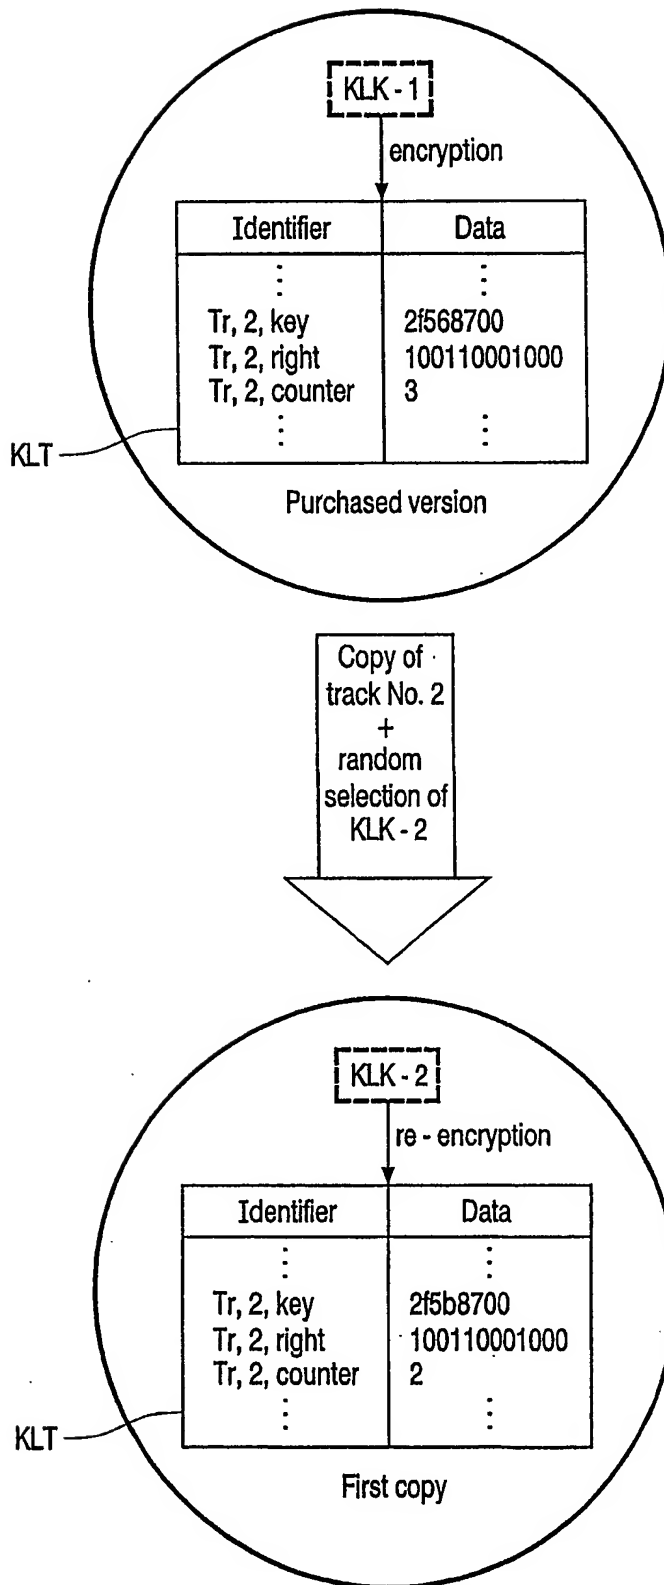 KLK - 1
encryption
Identifier Data
Tr, 2, key 2f568700
Tr, 2, right 100110001000
Tr, 2, counter 3
KLT
Purchased version
Copy of
track No. 2
+
random
selection of
KLK - 2
KLK - 2
re - encryption
Identifier Data
Tr, 2, key 2f5b8700
Tr, 2, right 100110001000
Tr, 2, counter 2
KLT
First copy